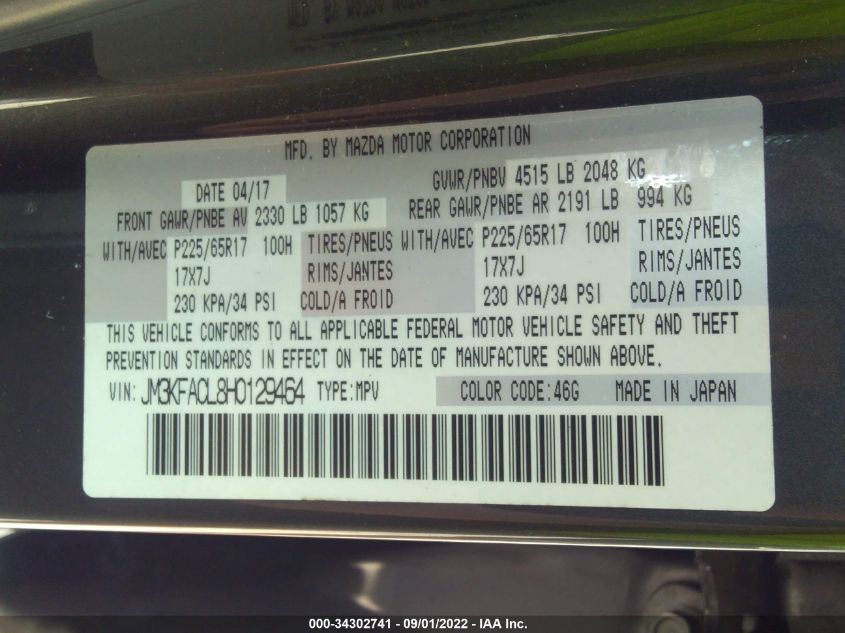 MFD. BY MAZDA MOTOR CORPORATION
DATE 04/17 GVWR/PNBV 4515 LB 2048 KG
FRONT GAWR/PNBE AV 2330 LB 1057 KG REAR GAWR/PNBE AR 2191 LB 994 KG
WITH/AVEC P225/65R17 100H TIRES/PNEUS WITH/AVEC P225/65R17 100H TIRES/PNEUS
17X7J RIMS/JANTES 17X7J RIMS/JANTES
230 KPA/34 PSI COLD/A FROID 230 KPA/34 PSI COLD/A FROID
THIS VEHICLE CONFORMS TO ALL APPLICABLE FEDERAL MOTOR VEHICLE SAFETY AND THEFT
PREVENTION STANDARDS IN EFFECT ON THE DATE OF MANUFACTURE SHOWN ABOVE.
VIN: JM3KFACL8H0129464 TYPE:MPV COLOR CODE:46G MADE IN JAPAN
000-34302741 - 09/01/2022 - IAA Inc.